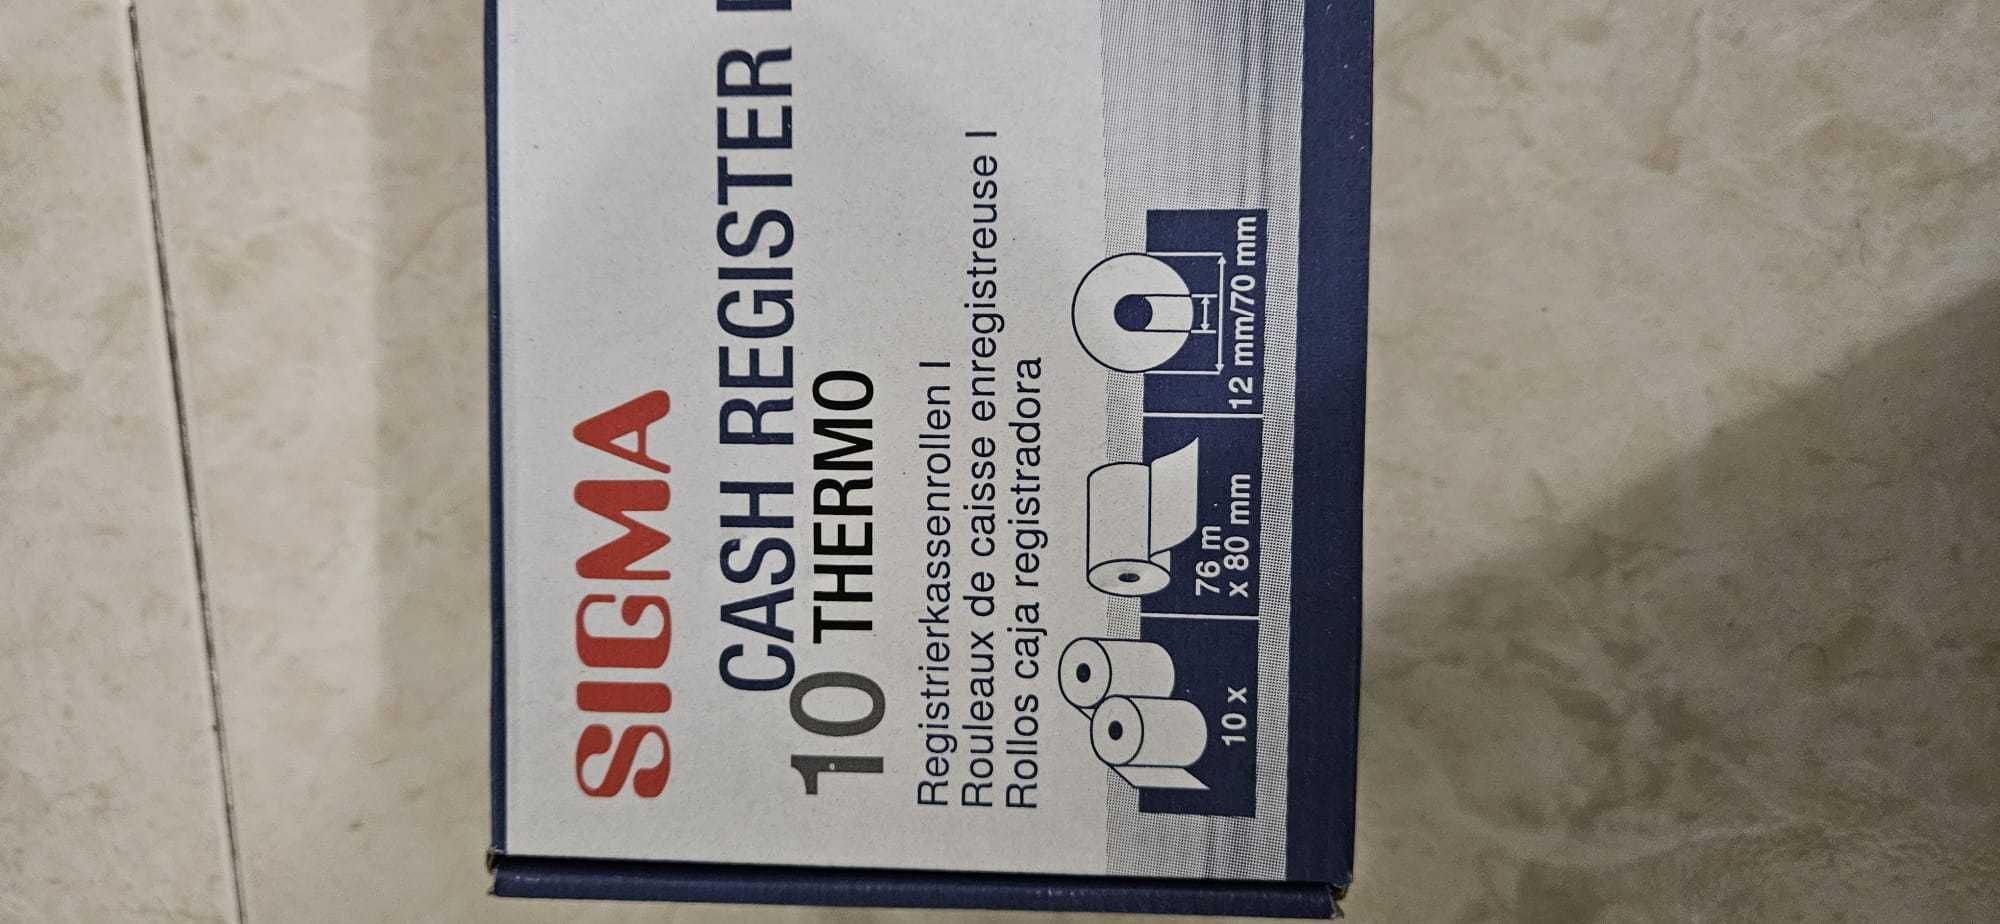 SIGMA
CASH REGISTER
10 THERMO
Registrierkassenrollen |
Rouleaux de caisse enregistreuse |
Rollos caja registradora
10 x
76 m
x 80 mm
12 mm/70 mm